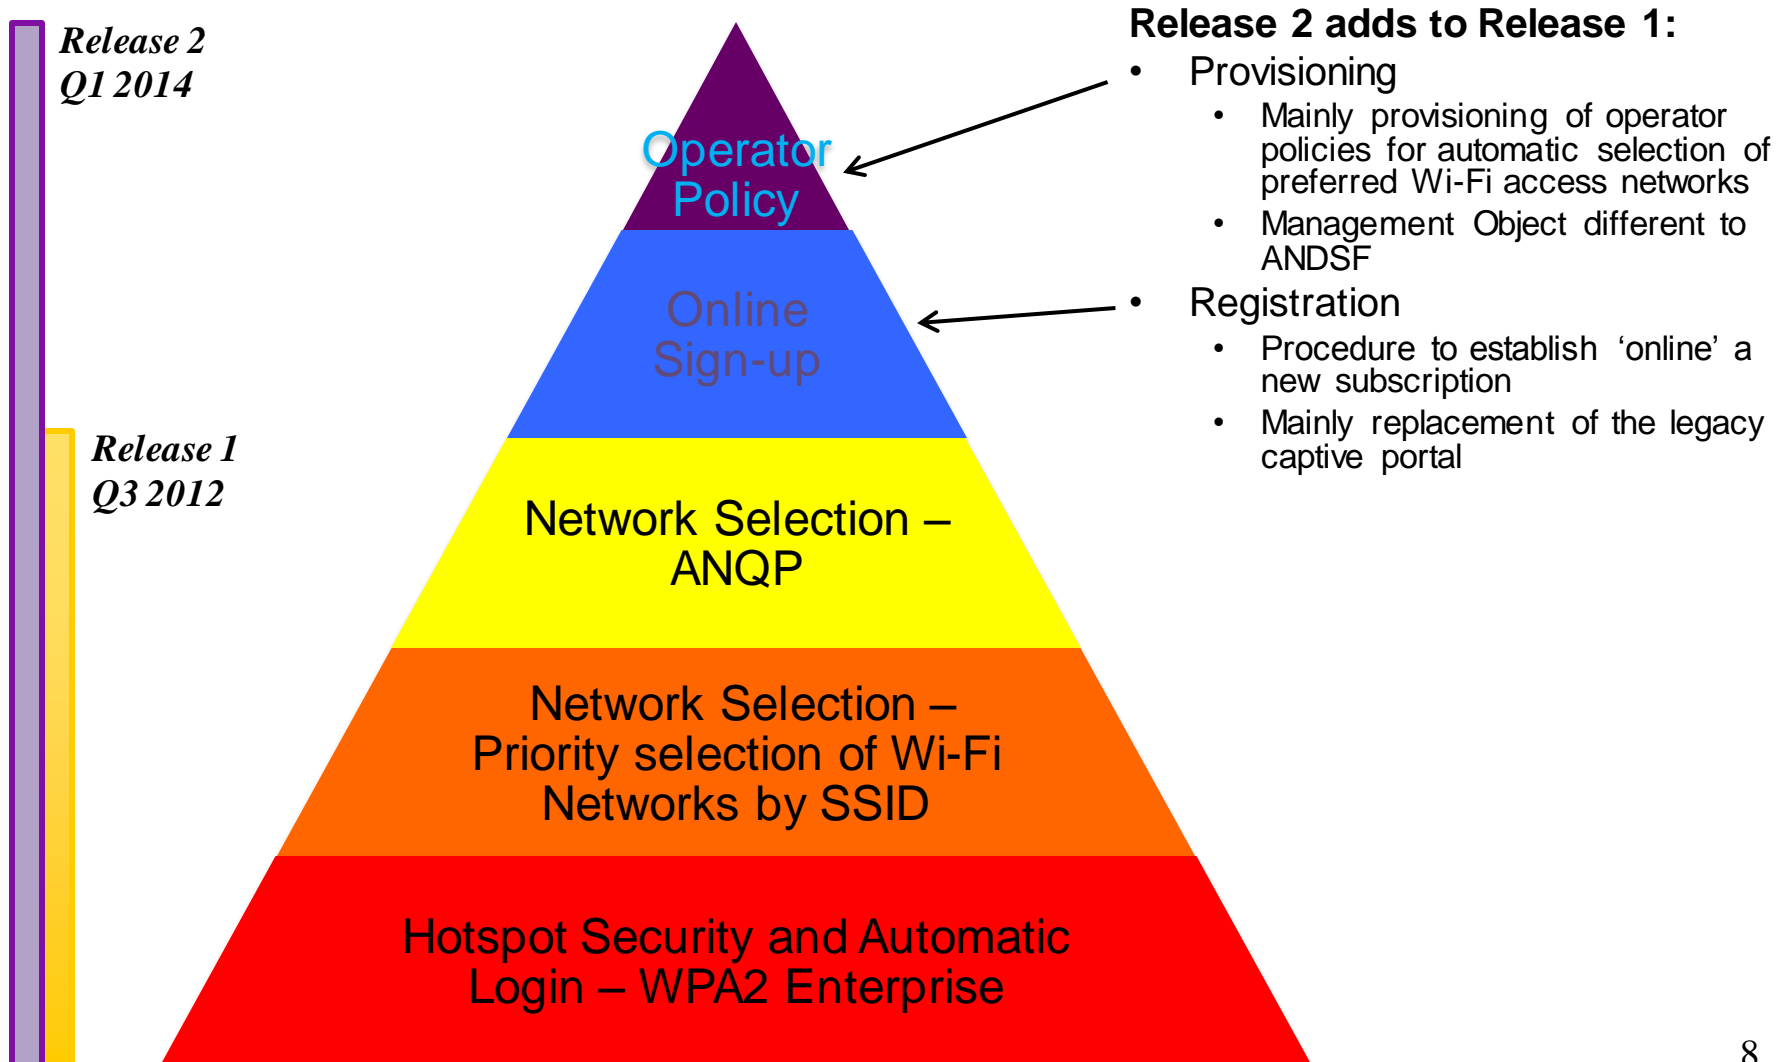 Release 2
Q1 2014
Release 1
Q3 2012
Operator
Policy
Online
Sign-up
Network Selection –
ANQP
Network Selection –
Priority selection of Wi-Fi
Networks by SSID
Hotspot Security and Automatic
Login – WPA2 Enterprise
Release 2 adds to Release 1:
• Provisioning
• Mainly provisioning of operator
policies for automatic selection of
preferred Wi-Fi access networks
• Management Object different to
ANDSF
• Registration
• Procedure to establish ‘online’ a
new subscription
• Mainly replacement of the legacy
captive portal
8